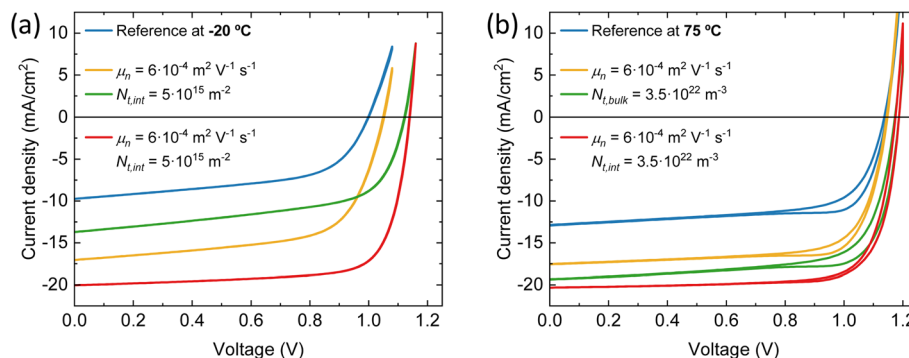 (a)
Reference at -20 ºC
μn = 6·10-4 m2 V-1 s-1
Nt,int = 5·1015 m-2
μn = 6·10-4 m2 V-1 s-1
Nt,int = 5·1015 m-2
10
5
0
-5
-10
-15
-20
Current density (mA/cm2)
0.0 0.2 0.4 0.6 0.8 1.0 1.2
Voltage (V)
(b)
Reference at 75 ºC
μn = 6·10-4 m2 V-1 s-1
Nt,bulk = 3.5·1022 m-3
μn = 6·10-4 m2 V-1 s-1
Nt,int = 3.5·1022 m-3
10
5
0
-5
-10
-15
-20
Current density (mA/cm2)
0.0 0.2 0.4 0.6 0.8 1.0 1.2
Voltage (V)